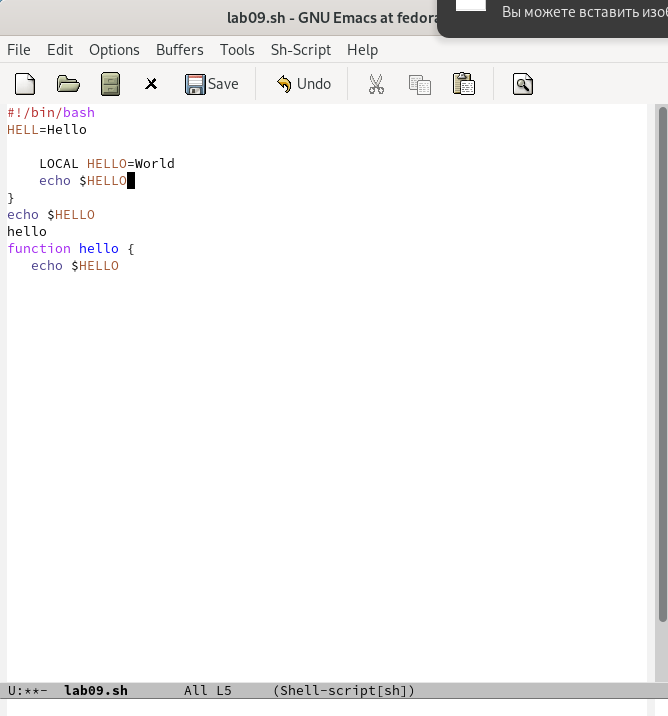 lab09.sh - GNU Emacs at fedora
Вы можете вставить изоб
File Edit Options Buffers Tools Sh-Script Help
Save Undo
#!/bin/bash
HELL=Hello
LOCAL HELLO=World
echo $HELLO
}
echo $HELLO
hello
function hello {
echo $HELLO
U:**- lab09.sh All L5 (Shell-script[sh])